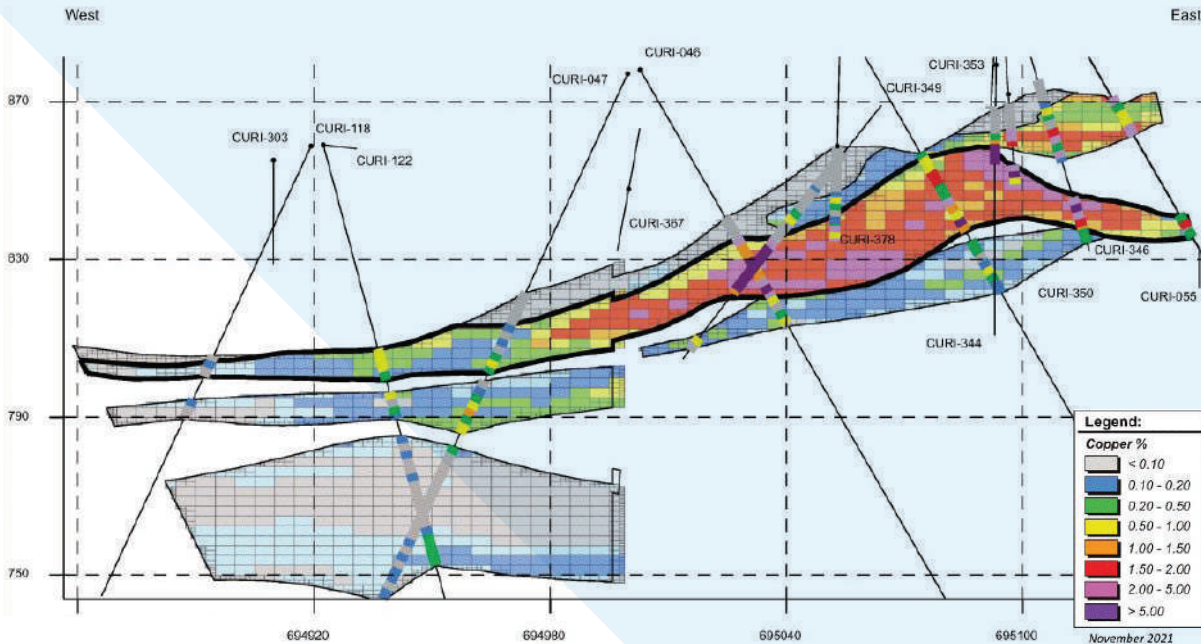 West
East
CURI-046
CURI-353
CURI-047
CURI-349
870
CURI-303
CURI-118
CURI-122
CURI-367
CURI-378
830
CURI-346
CURI-350
CURI-055
CURI-344
790
Legend:
Copper %
< 0.10
0.10 - 0.20
0.20 - 0.50
0.50 - 1.00
1.00 - 1.50
1.50 - 2.00
2.00 - 5.00
> 5.00
750
694920
694980
695040
695100
November 2021